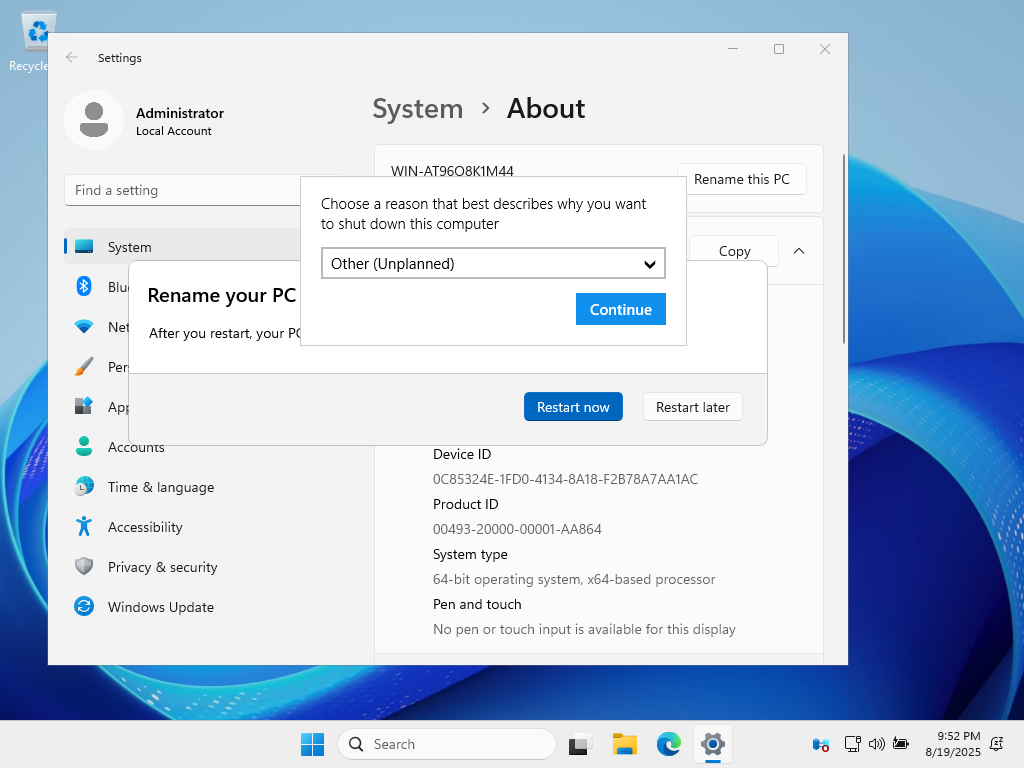 Recycle
Settings
Administrator
Local Account
Find a setting
System
Blu
Net
Per
App
Accounts
Time & language
Accessibility
Privacy & security
Windows Update
System > About
WIN-AT96O8K1M44
Rename this PC
Copy
Choose a reason that best describes why you want
to shut down this computer
Other (Unplanned)
Continue
Rename your PC
After you restart, your PC
Restart now
Restart later
Device ID
0C85324E-1FD0-4134-8A18-F2B78A7AA1AC
Product ID
00493-20000-00001-AA864
System type
64-bit operating system, x64-based processor
Pen and touch
No pen or touch input is available for this display
Search
9:52 PM
8/19/2025